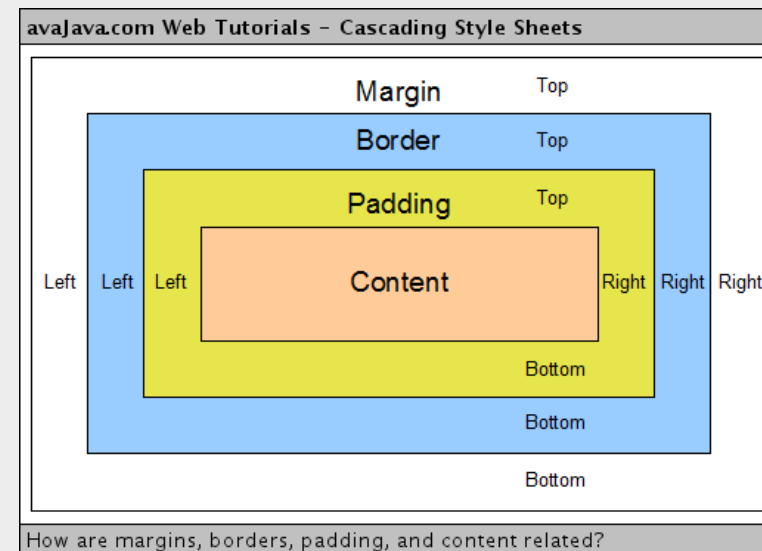 avaJava.com Web Tutorials - Cascading Style Sheets
Margin Top
Border Top
Padding Top
Left Left Left Content Right Right Right
Bottom
Bottom
Bottom
How are margins, borders, padding, and content related?